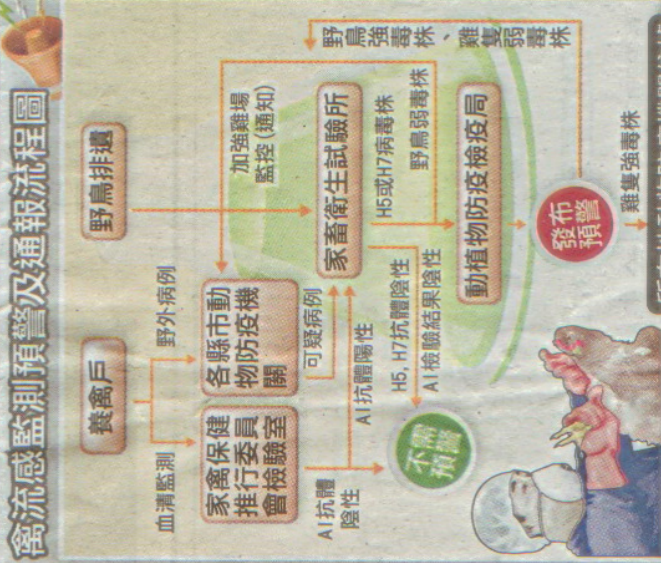 禽流感監測預警及通報流程圖
養禽戶
野鳥排遺
血清監測
野外病例
家禽保健
推行委員
會檢驗室
各縣市動
物防疫機
關
加強雞場
監控(通知)
AI抗體
陰性
可疑病例
AI抗體陽性
家畜衛生試驗所
H5, H7抗體陰性
AI檢驗結果陰性
H5或H7病毒株
野鳥弱毒株
不需
預警
動植物防疫檢疫局
野鳥強毒株、雞隻弱毒株
發布
預警
雞隻強毒株